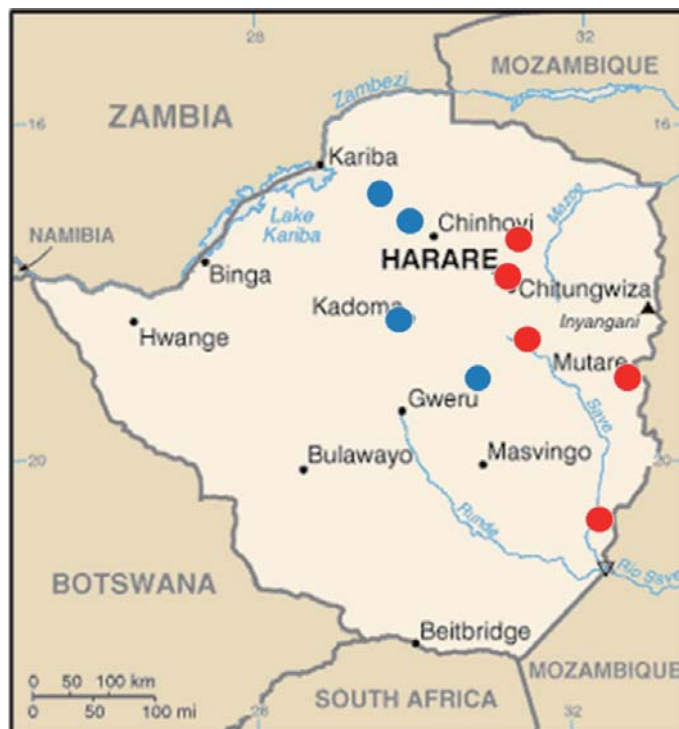 28
32
MOZAMBIQUE
Zambezi
ZAMBIA
16
16
Kariba
Lake
Kariba
Mazoe
Chinhoyi
NAMIBIA
HARARE
Binga
Chitungwiza
Kadoma
Inyangani
Hwange
Mutare
Gweru
Save
20
Bulawayo
Masvingo
20
Runde
Rio Save
BOTSWANA
Beitbridge
0 50 100 km
0 50 100 mi
MOZAMBIQUE
SOUTH AFRICA
28
32